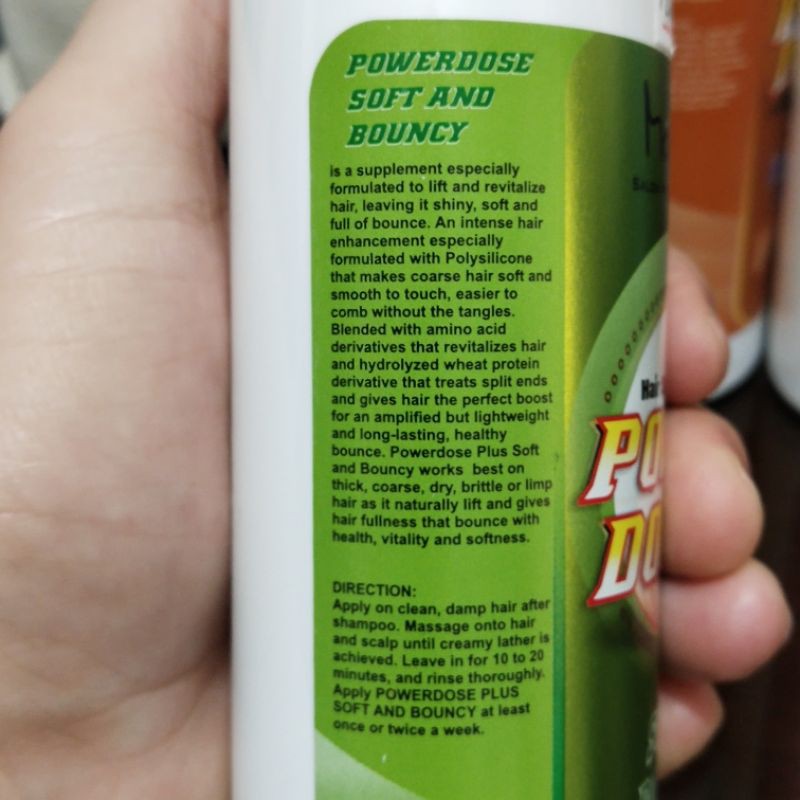 POWERDOSE
SOFT AND
BOUNCY
is a supplement especially
formulated to lift and revitalize
hair, leaving it shiny, soft and
full of bounce. An intense hair
enhancement especially
formulated with Polysilicone
that makes coarse hair soft and
smooth to touch, easier to
comb without the tangles.
Blended with amino acid
derivatives that revitalizes hair
and hydrolyzed wheat protein
derivative that treats split ends
and gives hair the perfect boost
for an amplified but lightweight
and long-lasting, healthy
bounce. Powerdose Plus Soft
and Bouncy works best on
thick, coarse, dry, brittle or limp
hair as it naturally lift and gives
hair fullness that bounce with
health, vitality and softness.
DIRECTION:
Apply on clean, damp hair after
shampoo. Massage onto hair
and scalp until creamy lather is
achieved. Leave in for 10 to 20
minutes, and rinse thoroughly.
Apply POWERDOSE PLUS
SOFT AND BOUNCY at least
once or twice a week.
Hair
PO
DO